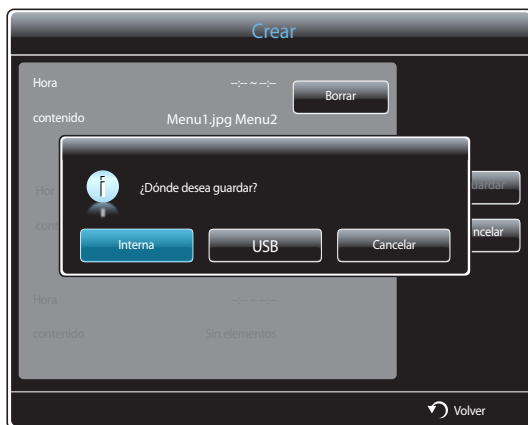 Crear
Hora --:-- ~ --:--
Borrar
contenido Menu1.jpg Menu2
¿Dónde desea guardar?
Interna USB Cancelar
Hora --:-- ~ --:--
contenido Sin elementos
Volver